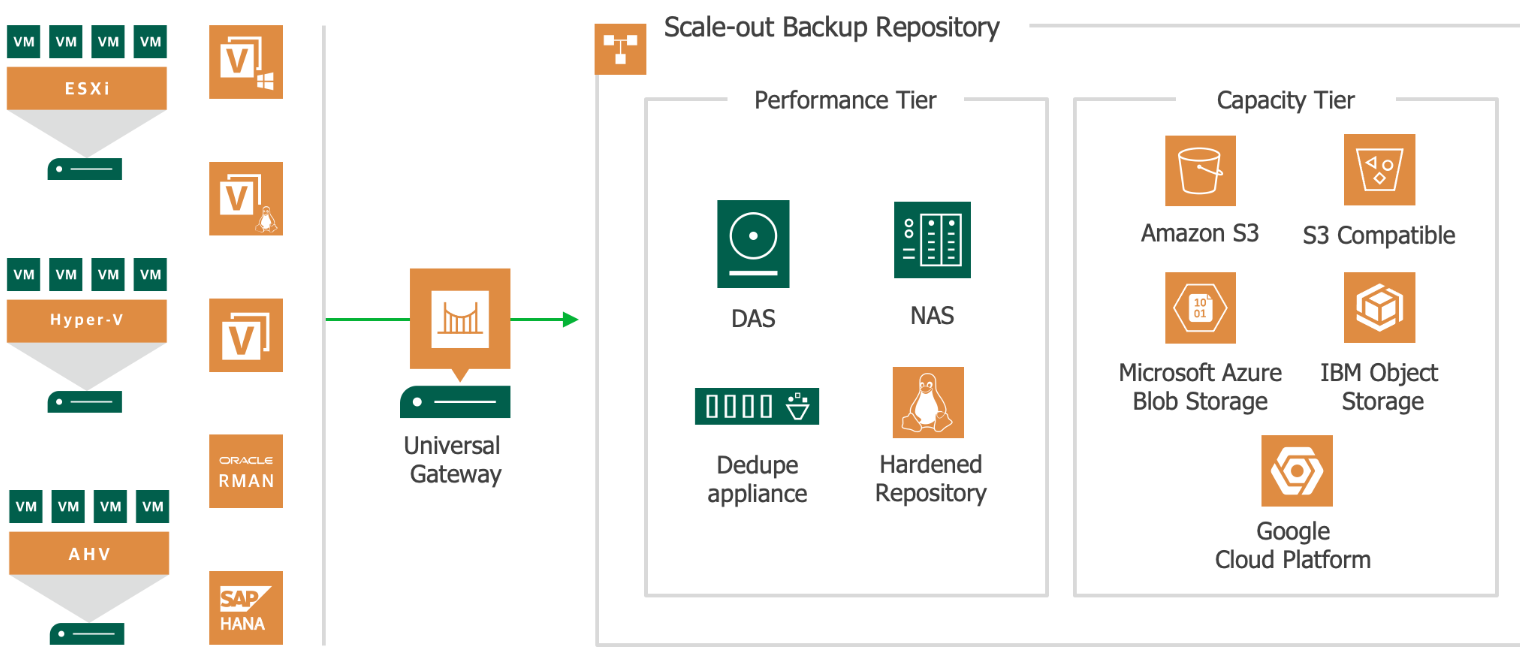 VM VM VM VM
ESXi
V
V
VM VM VM VM
Hyper-V
V
ORACLE
RMAN
VM VM VM VM
AHV
SAP
HANA
Universal
Gateway
Scale-out Backup Repository
Performance Tier
DAS
NAS
Dedupe
appliance
Hardened
Repository
Capacity Tier
Amazon S3
S3 Compatible
10
01
Microsoft Azure
Blob Storage
IBM Object
Storage
Google
Cloud Platform